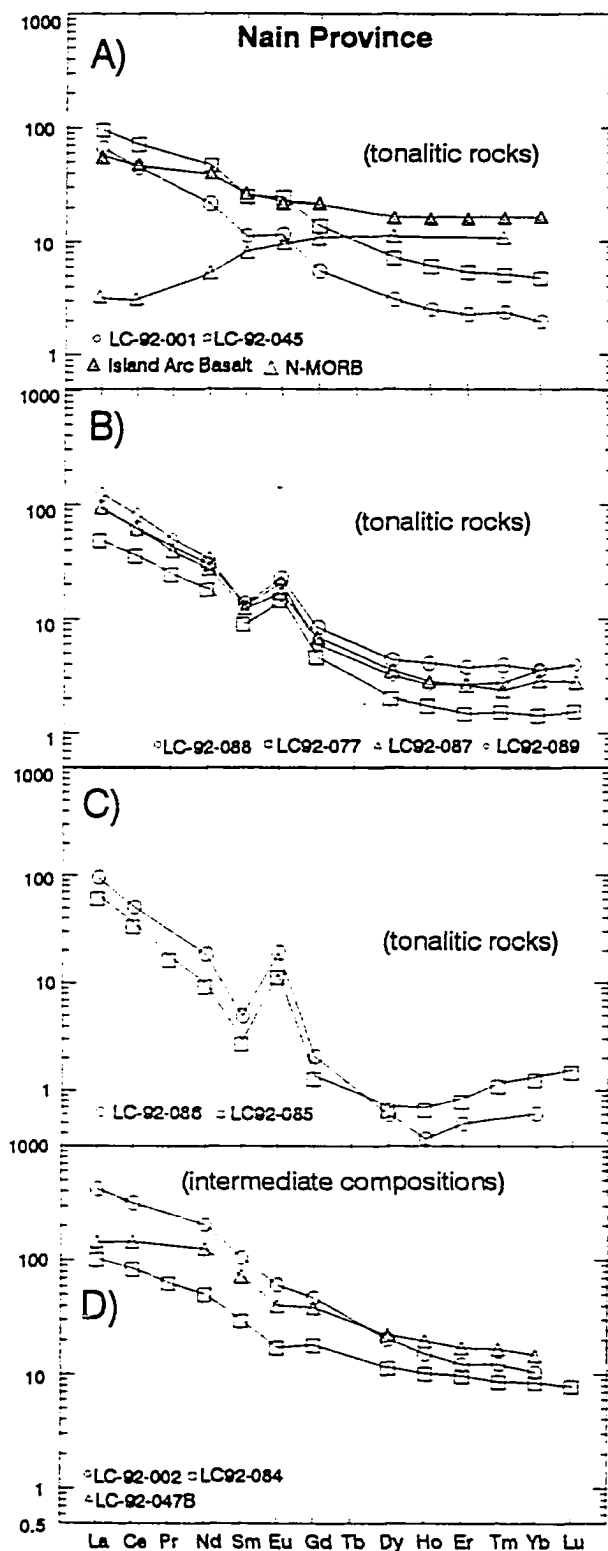 Nain Province
A)
1000
100
10
1
(tonalitic rocks)
LC-92-001 LC-92-045
Island Arc Basalt N-MORB
B)
1000
100
10
1
(tonalitic rocks)
LC-92-088 LC92-077 LC92-087 LC92-089
C)
1000
100
10
1
(tonalitic rocks)
LC-92-086 LC92-085
1000
(intermediate compositions)
100
D)
10
1
0.5
LC-92-002 LC92-084
LC-92-047B
La Ce Pr Nd Sm Eu Gd Tb Dy Ho Er Tm Yb Lu